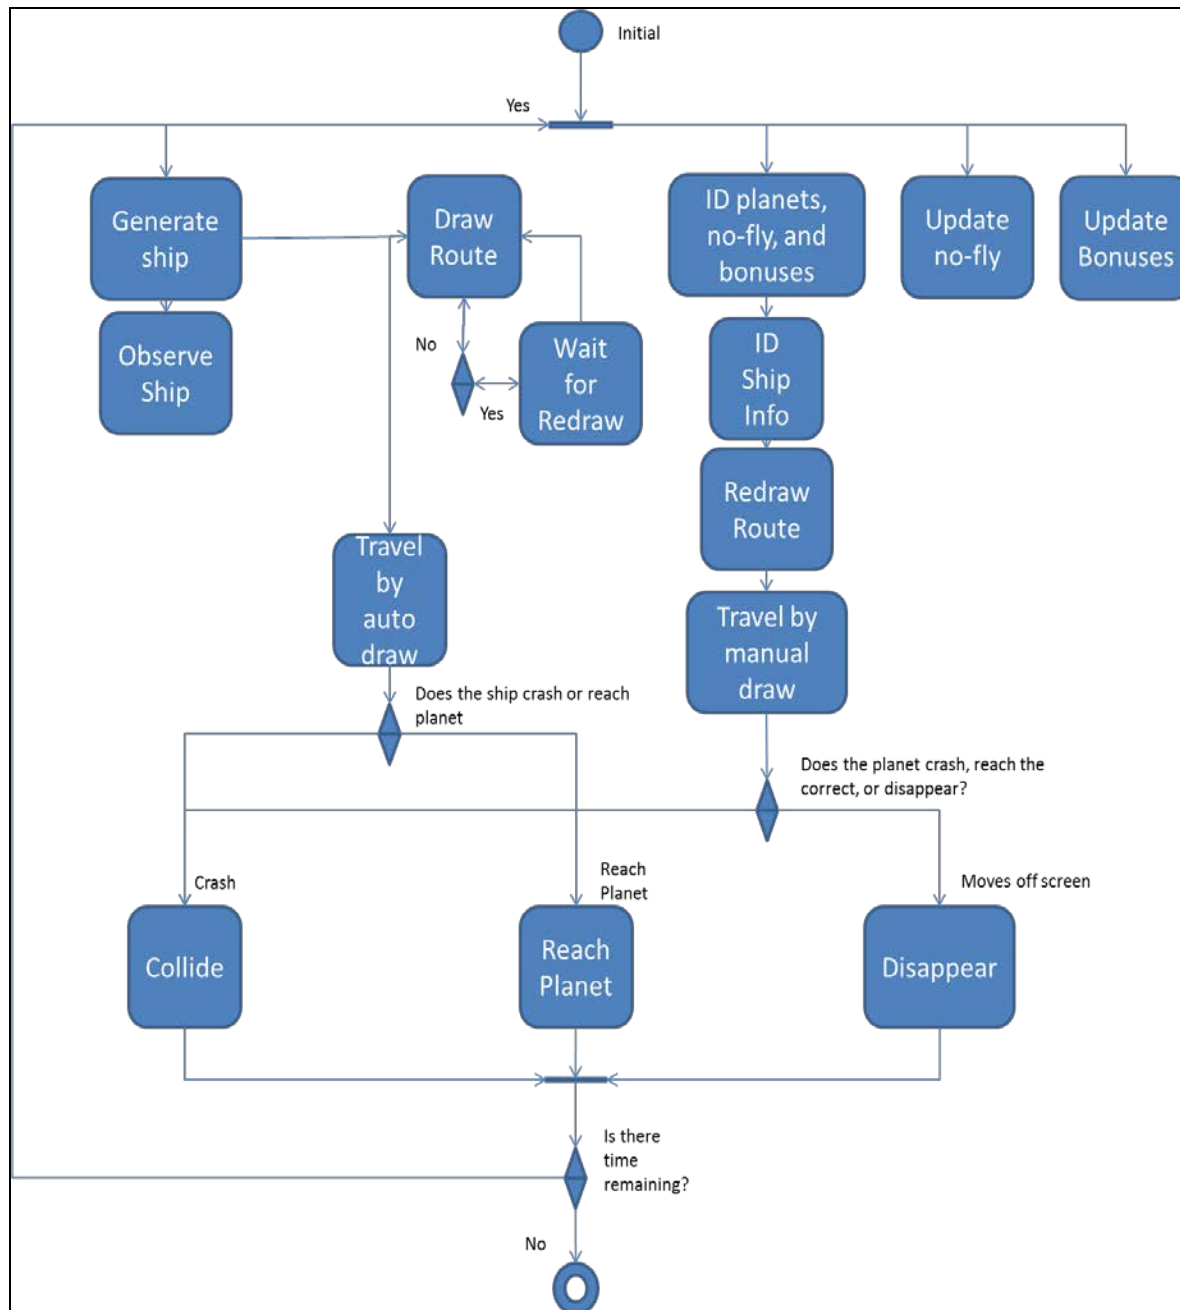 Initial
Yes
Generate
ship
Draw
Route
ID planets,
no-fly, and
bonuses
Update
no-fly
Update
Bonuses
Observe
Ship
No
Yes
Wait
for
Redraw
ID
Ship
Info
Redraw
Route
Travel
by
auto
draw
Travel by
manual
draw
Does the ship crash or reach
planet
Does the planet crash, reach the
correct, or disappear?
Crash
Reach
Planet
Moves off screen
Collide
Reach
Planet
Disappear
Is there
time
remaining?
No